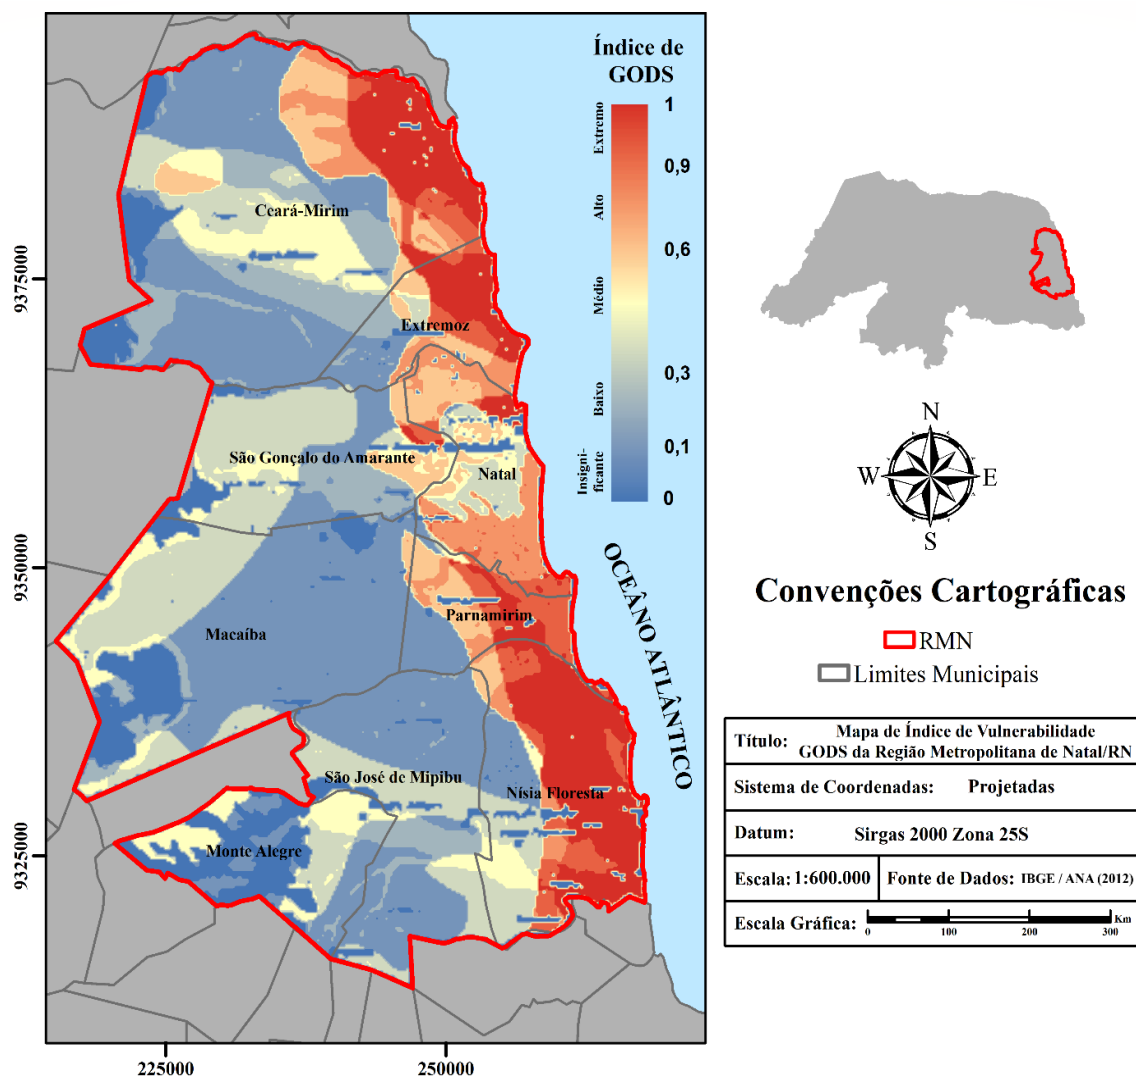 Índice de
GODS
1
0,9
0,6
0,3
0,1
0
Extremo
Alto
Médio
Baixo
Insigni-
ficante
Ceará-Mirim
Extremoz
São Gonçalo do Amarante
Natal
Parnamirim
Macaíba
São José de Mipibu
Nísia Floresta
Monte Alegre
OCEÂNO ATLÂNTICO
9375000
9350000
9325000
225000
250000
N
W
E
S
Convenções Cartográficas
RMN
Limites Municipais
Título: Mapa de Índice de Vulnerabilidade
GODS da Região Metropolitana de Natal/RN
Sistema de Coordenadas: Projetadas
Datum: Sirgas 2000 Zona 25S
Escala: 1:600.000 Fonte de Dados: IBGE / ANA (2012)
Escala Gráfica: Km
0 100 200 300